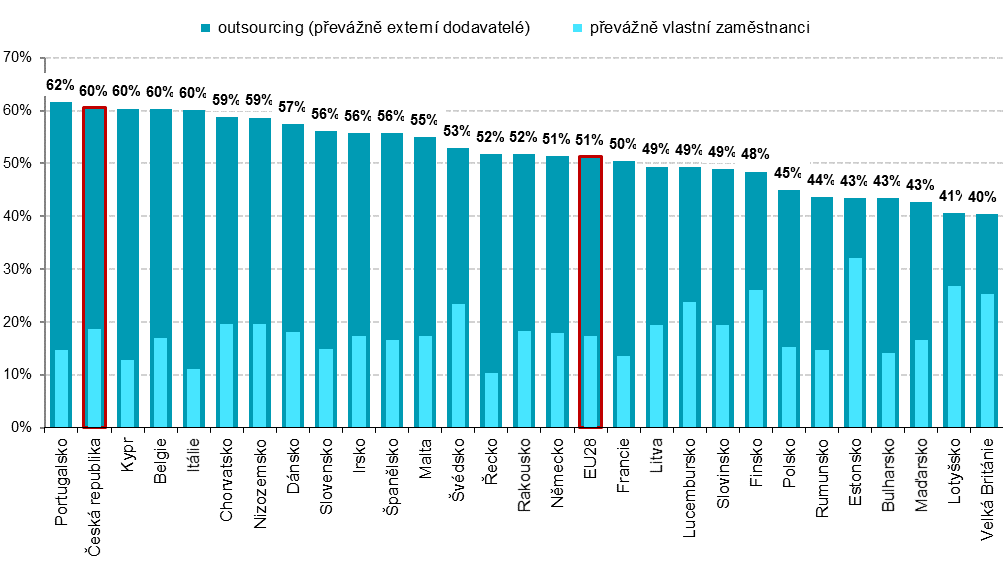 outsourcing (převážně externí dodavatelé) převážně vlastní zaměstnanci
70%
62% 60% 60% 60% 60% 59% 59% 57% 56% 56% 56% 55% 53% 52% 52% 51% 51% 50% 49% 49% 49% 48% 45% 44% 43% 43% 43% 41% 40%
60%
50%
40%
30%
20%
10%
0%
Portugalsko
Česká republika
Kypr
Belgie
Itálie
Chorvatsko
Nizozemsko
Dánsko
Slovensko
Irsko
Španělsko
Malta
Švédsko
Řecko
Rakousko
Německo
EU28
Francie
Litva
Lucembursko
Slovinsko
Finsko
Polsko
Rumunsko
Estonsko
Bulharsko
Maďarsko
Lotyšsko
Velká Británie